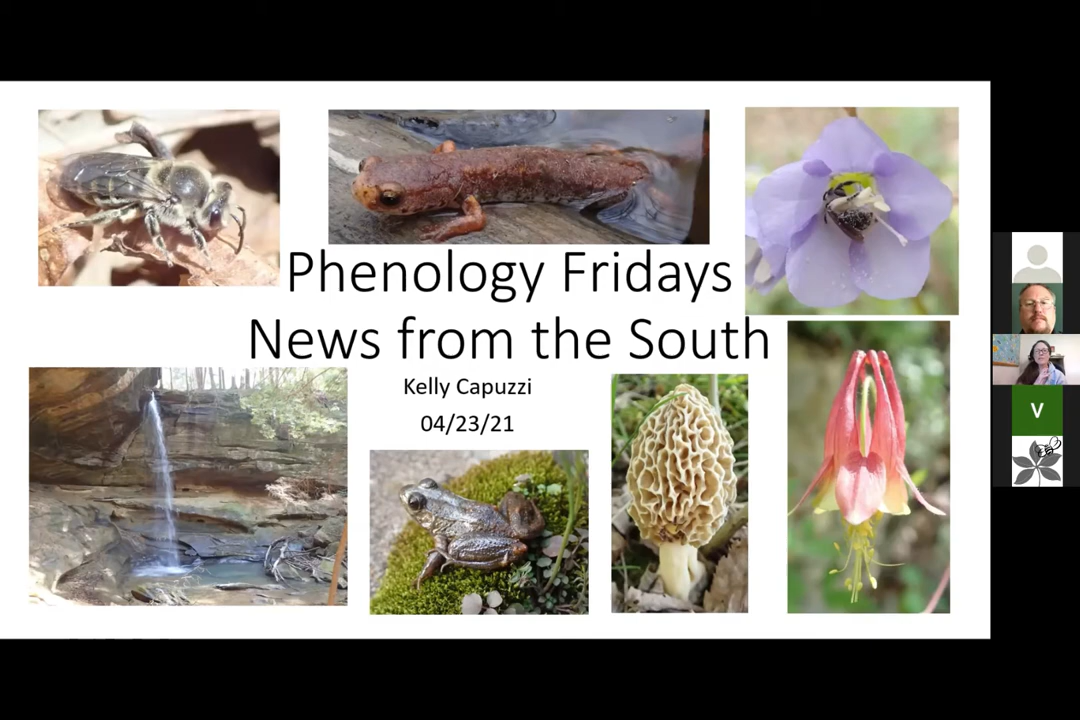 Phenology Fridays
News from the South
Kelly Capuzzi
04/23/21
V